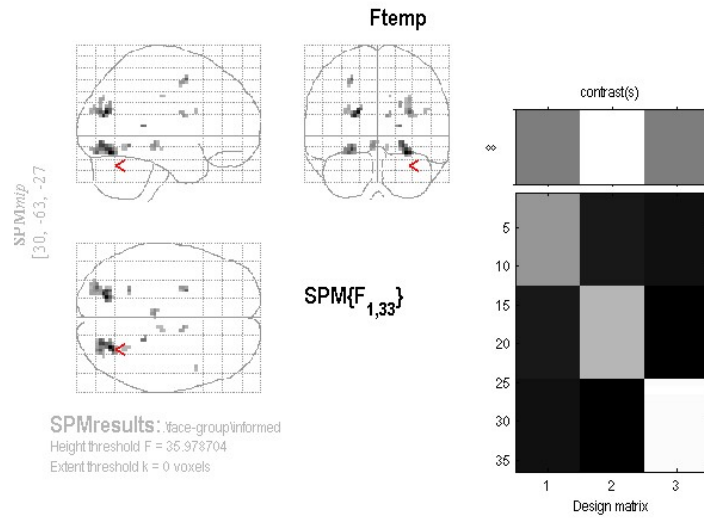 Ftemp
SPMmip
[30, -63, -27]
contrast(s)
8
SPM{F1,33}
5
10
15
20
25
30
35
1 2 3
Design matrix
SPMresults: .\face-group\informed
Height threshold F = 35.978704
Extent threshold k = 0 voxels